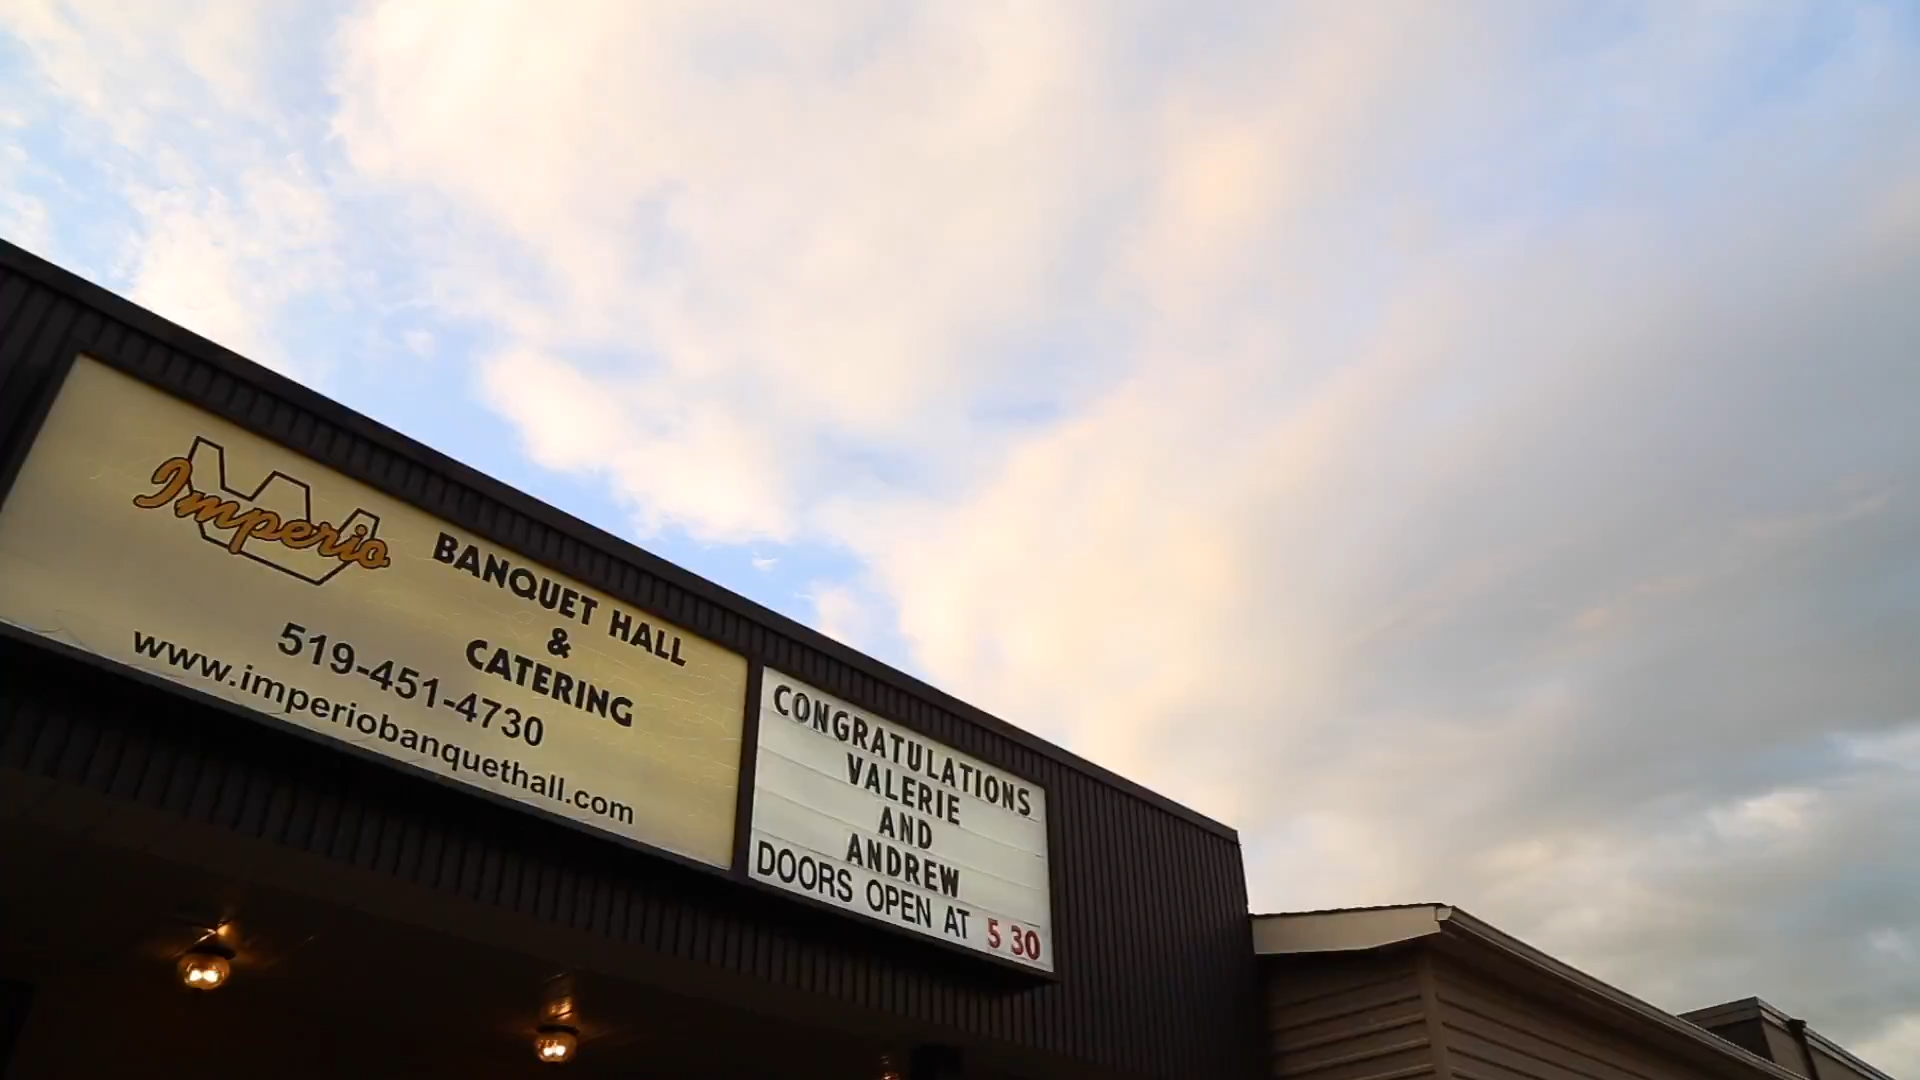 Imperio
BANQUET HALL
&
CATERING
519-451-4730
www.imperiobanquethall.com
CONGRATULATIONS
VALERIE
AND
ANDREW
DOORS OPEN AT 5 30